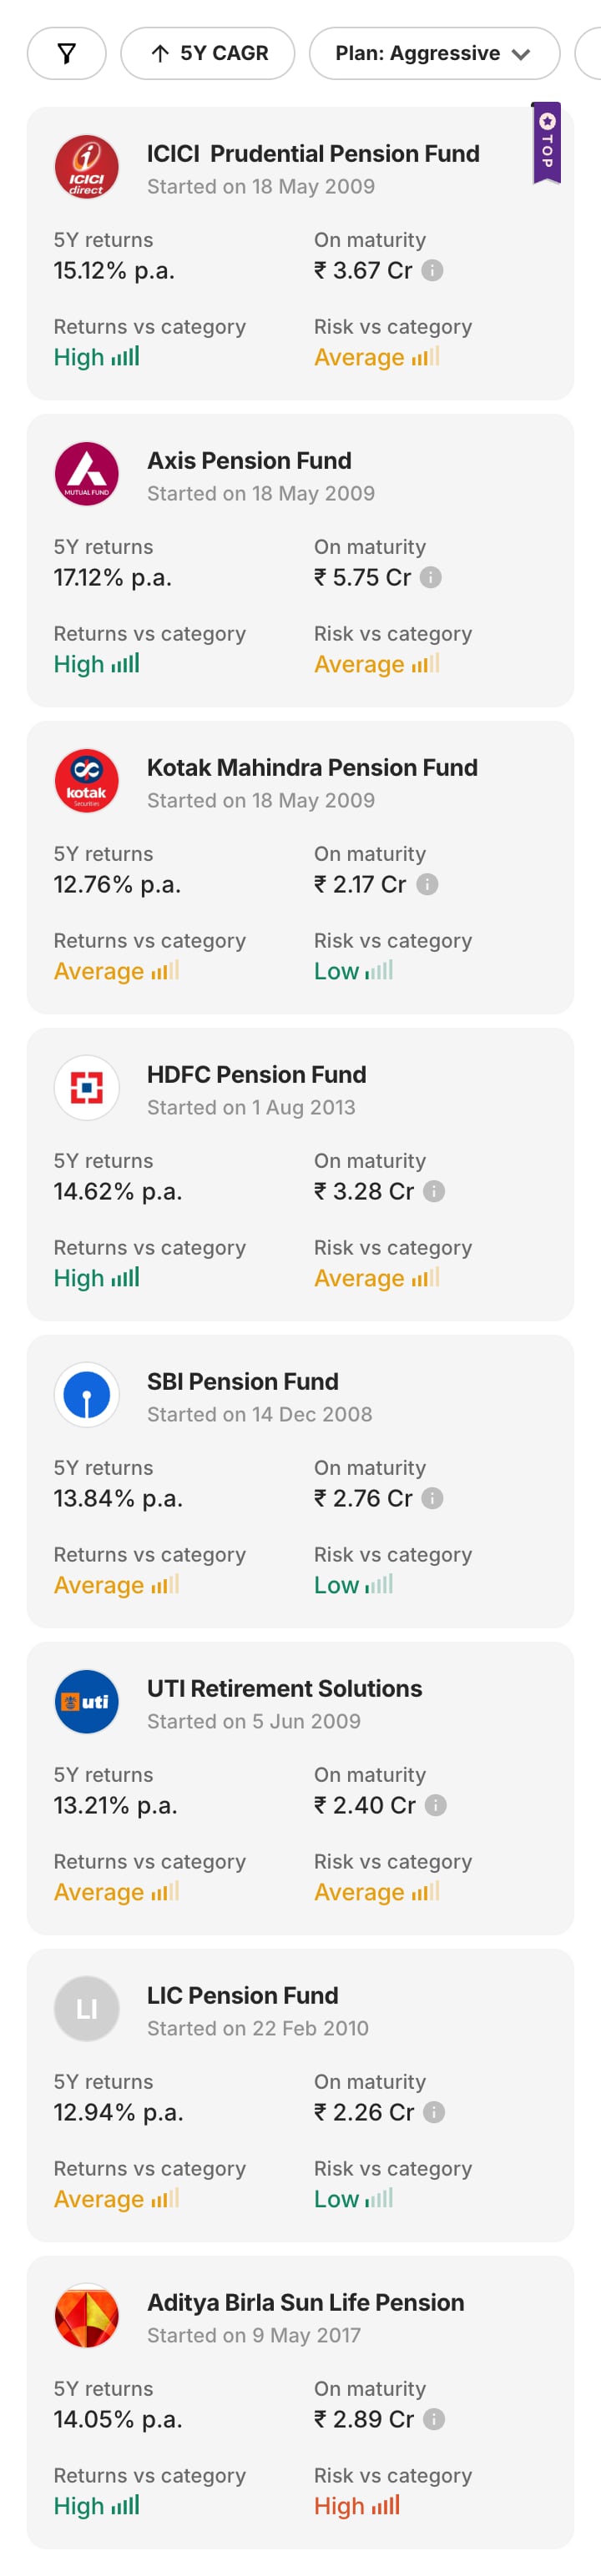 5Y CAGR
Plan: Aggressive
TOP
ICICI direct
ICICI  Prudential Pension Fund
Started on 18 May 2009
5Y returns On maturity
15.12% p.a. ₹ 3.67 Cr
Returns vs category Risk vs category
High Average
MUTUAL FUND
Axis Pension Fund
Started on 18 May 2009
5Y returns On maturity
17.12% p.a. ₹ 5.75 Cr
Returns vs category Risk vs category
High Average
kotak
Securities
Kotak Mahindra Pension Fund
Started on 18 May 2009
5Y returns On maturity
12.76% p.a. ₹ 2.17 Cr
Returns vs category Risk vs category
Average Low
HDFC Pension Fund
Started on 1 Aug 2013
5Y returns On maturity
14.62% p.a. ₹ 3.28 Cr
Returns vs category Risk vs category
High Average
SBI Pension Fund
Started on 14 Dec 2008
5Y returns On maturity
13.84% p.a. ₹ 2.76 Cr
Returns vs category Risk vs category
Average Low
uti
UTI Retirement Solutions
Started on 5 Jun 2009
5Y returns On maturity
13.21% p.a. ₹ 2.40 Cr
Returns vs category Risk vs category
Average Average
LI
LIC Pension Fund
Started on 22 Feb 2010
5Y returns On maturity
12.94% p.a. ₹ 2.26 Cr
Returns vs category Risk vs category
Average Low
Aditya Birla Sun Life Pension
Started on 9 May 2017
5Y returns On maturity
14.05% p.a. ₹ 2.89 Cr
Returns vs category Risk vs category
High High